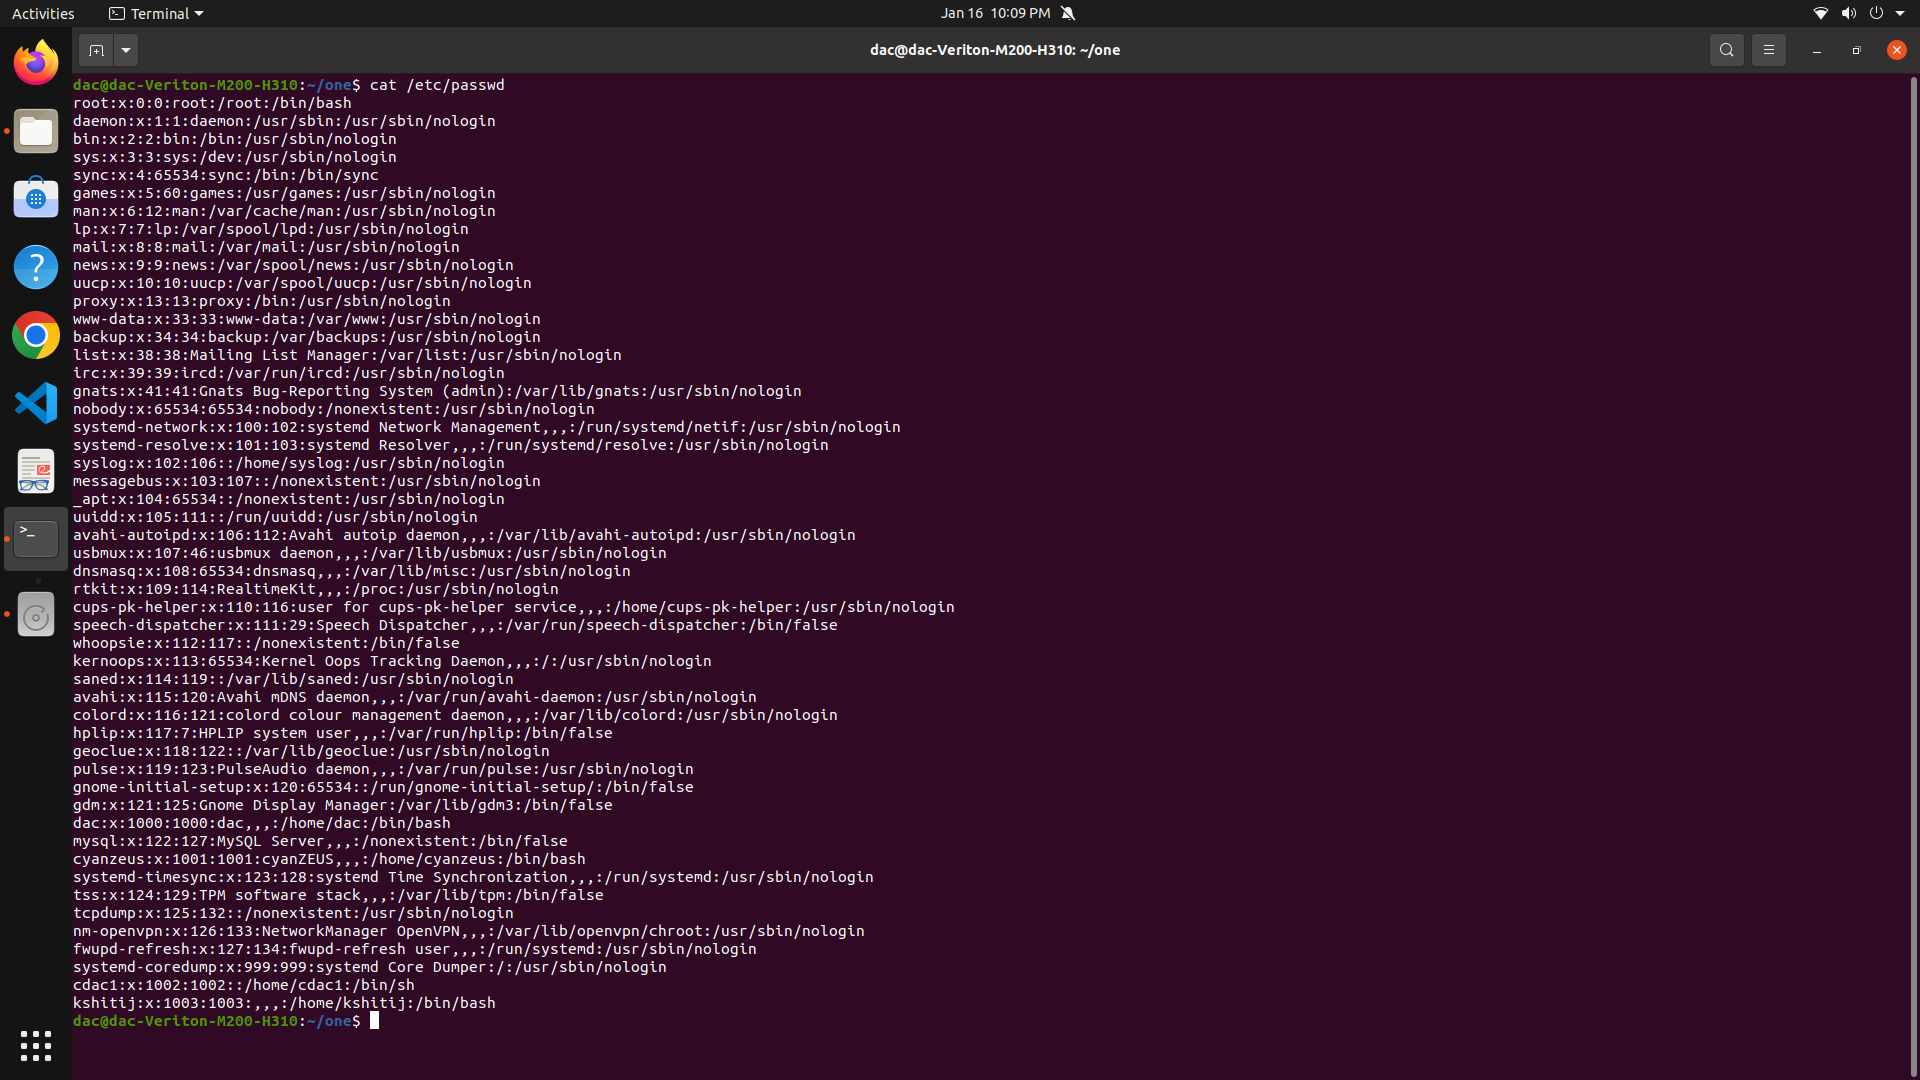 Activities Terminal Jan 16 10:09 PM
dac@dac-Veriton-M200-H310: ~/one
dac@dac-Veriton-M200-H310:~/one$ cat /etc/passwd
root:x:0:0:root:/root:/bin/bash
daemon:x:1:1:daemon:/usr/sbin:/usr/sbin/nologin
bin:x:2:2:bin:/bin:/usr/sbin/nologin
sys:x:3:3:sys:/dev:/usr/sbin/nologin
sync:x:4:65534:sync:/bin:/bin/sync
games:x:5:60:games:/usr/games:/usr/sbin/nologin
man:x:6:12:man:/var/cache/man:/usr/sbin/nologin
lp:x:7:7:lp:/var/spool/lpd:/usr/sbin/nologin
mail:x:8:8:mail:/var/mail:/usr/sbin/nologin
news:x:9:9:news:/var/spool/news:/usr/sbin/nologin
uucp:x:10:10:uucp:/var/spool/uucp:/usr/sbin/nologin
proxy:x:13:13:proxy:/bin:/usr/sbin/nologin
www-data:x:33:33:www-data:/var/www:/usr/sbin/nologin
backup:x:34:34:backup:/var/backups:/usr/sbin/nologin
list:x:38:38:Mailing List Manager:/var/list:/usr/sbin/nologin
irc:x:39:39:ircd:/var/run/ircd:/usr/sbin/nologin
gnats:x:41:41:Gnats Bug-Reporting System (admin):/var/lib/gnats:/usr/sbin/nologin
nobody:x:65534:65534:nobody:/nonexistent:/usr/sbin/nologin
systemd-network:x:100:102:systemd Network Management,,,:/run/systemd/netif:/usr/sbin/nologin
systemd-resolve:x:101:103:systemd Resolver,,,:/run/systemd/resolve:/usr/sbin/nologin
syslog:x:102:106::/home/syslog:/usr/sbin/nologin
messagebus:x:103:107::/nonexistent:/usr/sbin/nologin
_apt:x:104:65534::/nonexistent:/usr/sbin/nologin
uuidd:x:105:111::/run/uuidd:/usr/sbin/nologin
avahi-autoipd:x:106:112:Avahi autoip daemon,,,:/var/lib/avahi-autoipd:/usr/sbin/nologin
usbmux:x:107:46:usbmux daemon,,,:/var/lib/usbmux:/usr/sbin/nologin
dnsmasq:x:108:65534:dnsmasq,,,:/var/lib/misc:/usr/sbin/nologin
rtkit:x:109:114:RealtimeKit,,,:/proc:/usr/sbin/nologin
cups-pk-helper:x:110:116:user for cups-pk-helper service,,,:/home/cups-pk-helper:/usr/sbin/nologin
speech-dispatcher:x:111:29:Speech Dispatcher,,,:/var/run/speech-dispatcher:/bin/false
whoopsie:x:112:117::/nonexistent:/bin/false
kernoops:x:113:65534:Kernel Oops Tracking Daemon,,,:/:/usr/sbin/nologin
saned:x:114:119::/var/lib/saned:/usr/sbin/nologin
avahi:x:115:120:Avahi mDNS daemon,,,:/var/run/avahi-daemon:/usr/sbin/nologin
colord:x:116:121:colord colour management daemon,,,:/var/lib/colord:/usr/sbin/nologin
hplip:x:117:7:HPLIP system user,,,:/var/run/hplip:/bin/false
geoclue:x:118:122::/var/lib/geoclue:/usr/sbin/nologin
pulse:x:119:123:PulseAudio daemon,,,:/var/run/pulse:/usr/sbin/nologin
gnome-initial-setup:x:120:65534::/run/gnome-initial-setup/:/bin/false
gdm:x:121:125:Gnome Display Manager:/var/lib/gdm3:/bin/false
dac:x:1000:1000:dac,,,:/home/dac:/bin/bash
mysql:x:122:127:MySQL Server,,,:/nonexistent:/bin/false
cyanzeus:x:1001:1001:cyanZEUS,,,:/home/cyanzeus:/bin/bash
systemd-timesync:x:123:128:systemd Time Synchronization,,,:/run/systemd:/usr/sbin/nologin
tss:x:124:129:TPM software stack,,,:/var/lib/tpm:/bin/false
tcpdump:x:125:132::/nonexistent:/usr/sbin/nologin
nm-openvpn:x:126:133:NetworkManager OpenVPN,,,:/var/lib/openvpn/chroot:/usr/sbin/nologin
fwupd-refresh:x:127:134:fwupd-refresh user,,,:/run/systemd:/usr/sbin/nologin
systemd-coredump:x:999:999:systemd Core Dumper:/:/usr/sbin/nologin
cdac1:x:1002:1002::/home/cdac1:/bin/sh
kshitij:x:1003:1003:,,,:/home/kshitij:/bin/bash
dac@dac-Veriton-M200-H310:~/one$